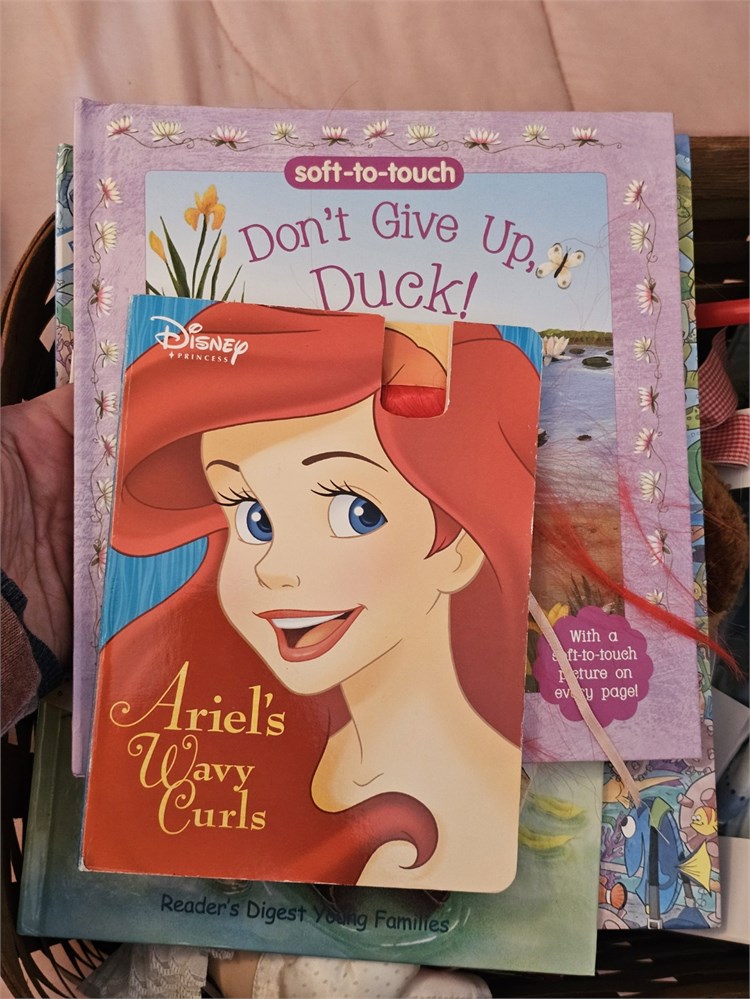 soft-to-touch
Don't Give Up,
Duck!
Disney
PRINCESS
Ariel's
Wavy
Curls
With a
soft-to-touch
picture on
every page!
Reader's Digest Young Families